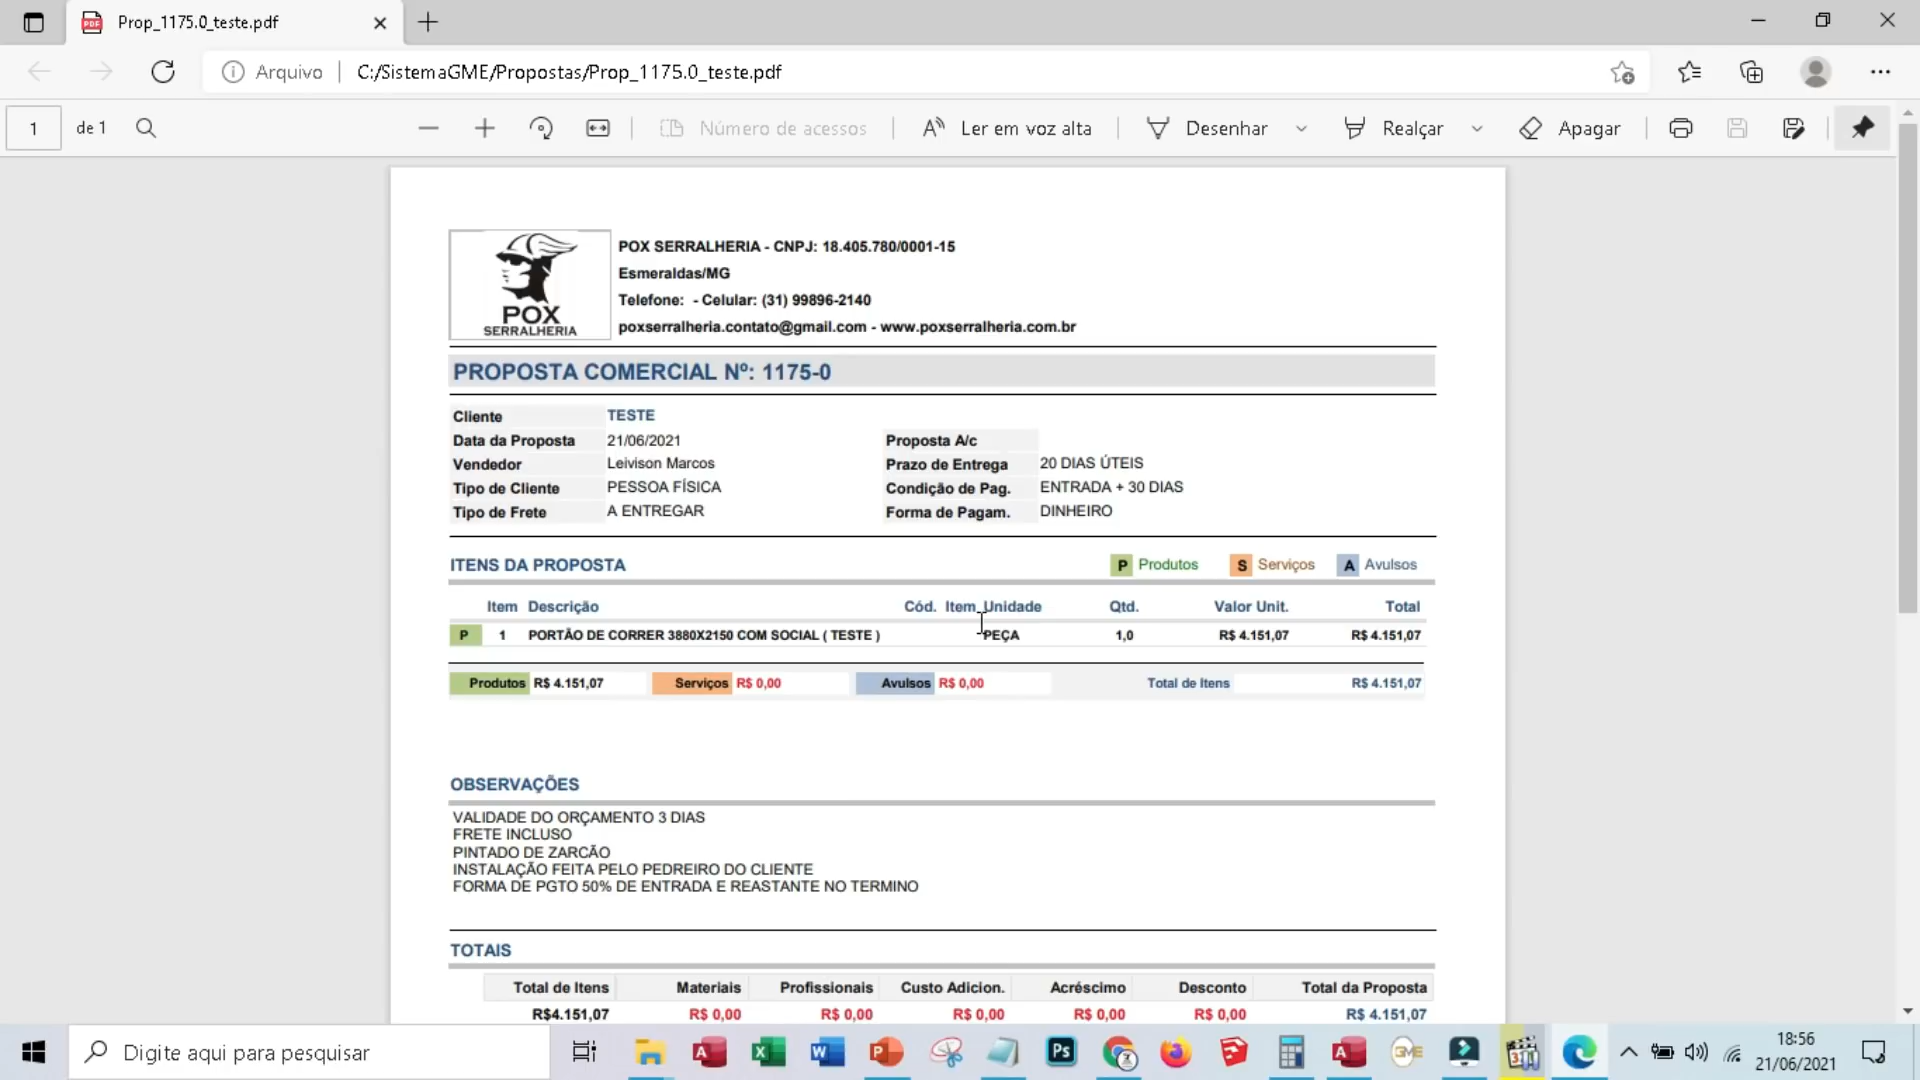 Prop_1175.0_teste.pdf
Arquivo C:/SistemaGME/Propostas/Prop_1175.0_teste.pdf
1 de 1 Número de acessos Ler em voz alta Desenhar Realçar Apagar
POX
SERRALHERIA
POX SERRALHERIA - CNPJ: 18.405.780/0001-15
Esmeraldas/MG
Telefone: - Celular: (31) 99896-2140
poxserralheria.contato@gmail.com - www.poxserralheria.com.br
PROPOSTA COMERCIAL Nº: 1175-0
Cliente TESTE
Data da Proposta 21/06/2021 Proposta A/c
Vendedor Leivison Marcos Prazo de Entrega 20 DIAS ÚTEIS
Tipo de Cliente PESSOA FÍSICA Condição de Pag. ENTRADA + 30 DIAS
Tipo de Frete A ENTREGAR Forma de Pagam. DINHEIRO
ITENS DA PROPOSTA P Produtos S Serviços A Avulsos
Item Descrição Cód. Item Unidade Qtd. Valor Unit. Total
P 1 PORTÃO DE CORRER 3880X2150 COM SOCIAL ( TESTE ) PEÇA 1,0 R$ 4.151,07 R$ 4.151,07
Produtos R$ 4.151,07 Serviços R$ 0,00 Avulsos R$ 0,00 Total de Itens R$ 4.151,07
OBSERVAÇÕES
VALIDADE DO ORÇAMENTO 3 DIAS
FRETE INCLUSO
PINTADO DE ZARCÃO
INSTALAÇÃO FEITA PELO PEDREIRO DO CLIENTE
FORMA DE PGTO 50% DE ENTRADA E REASTANTE NO TERMINO
TOTAIS
Total de Itens Materiais Profissionais Custo Adicion. Acréscimo Desconto Total da Proposta
R$4.151,07 R$ 0,00 R$ 0,00 R$ 0,00 R$ 0,00 R$ 0,00 R$ 4.151,07
Digite aqui para pesquisar
18:56
21/06/2021